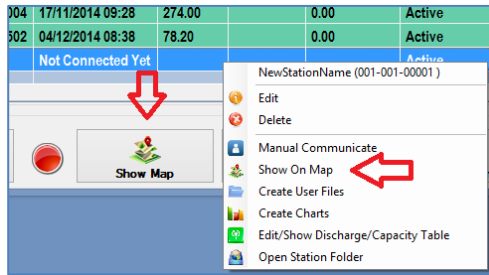 004 17/11/2014 09:28 274.00 0.00 Active
502 04/12/2014 08:38 78.20 0.00 Active
Not Connected Yet Active
NewStationName (001-001-00001 )
Edit
Delete
Manual Communicate
Show On Map
Create User Files
Create Charts
Edit/Show Discharge/Capacity Table
Open Station Folder
Show Map